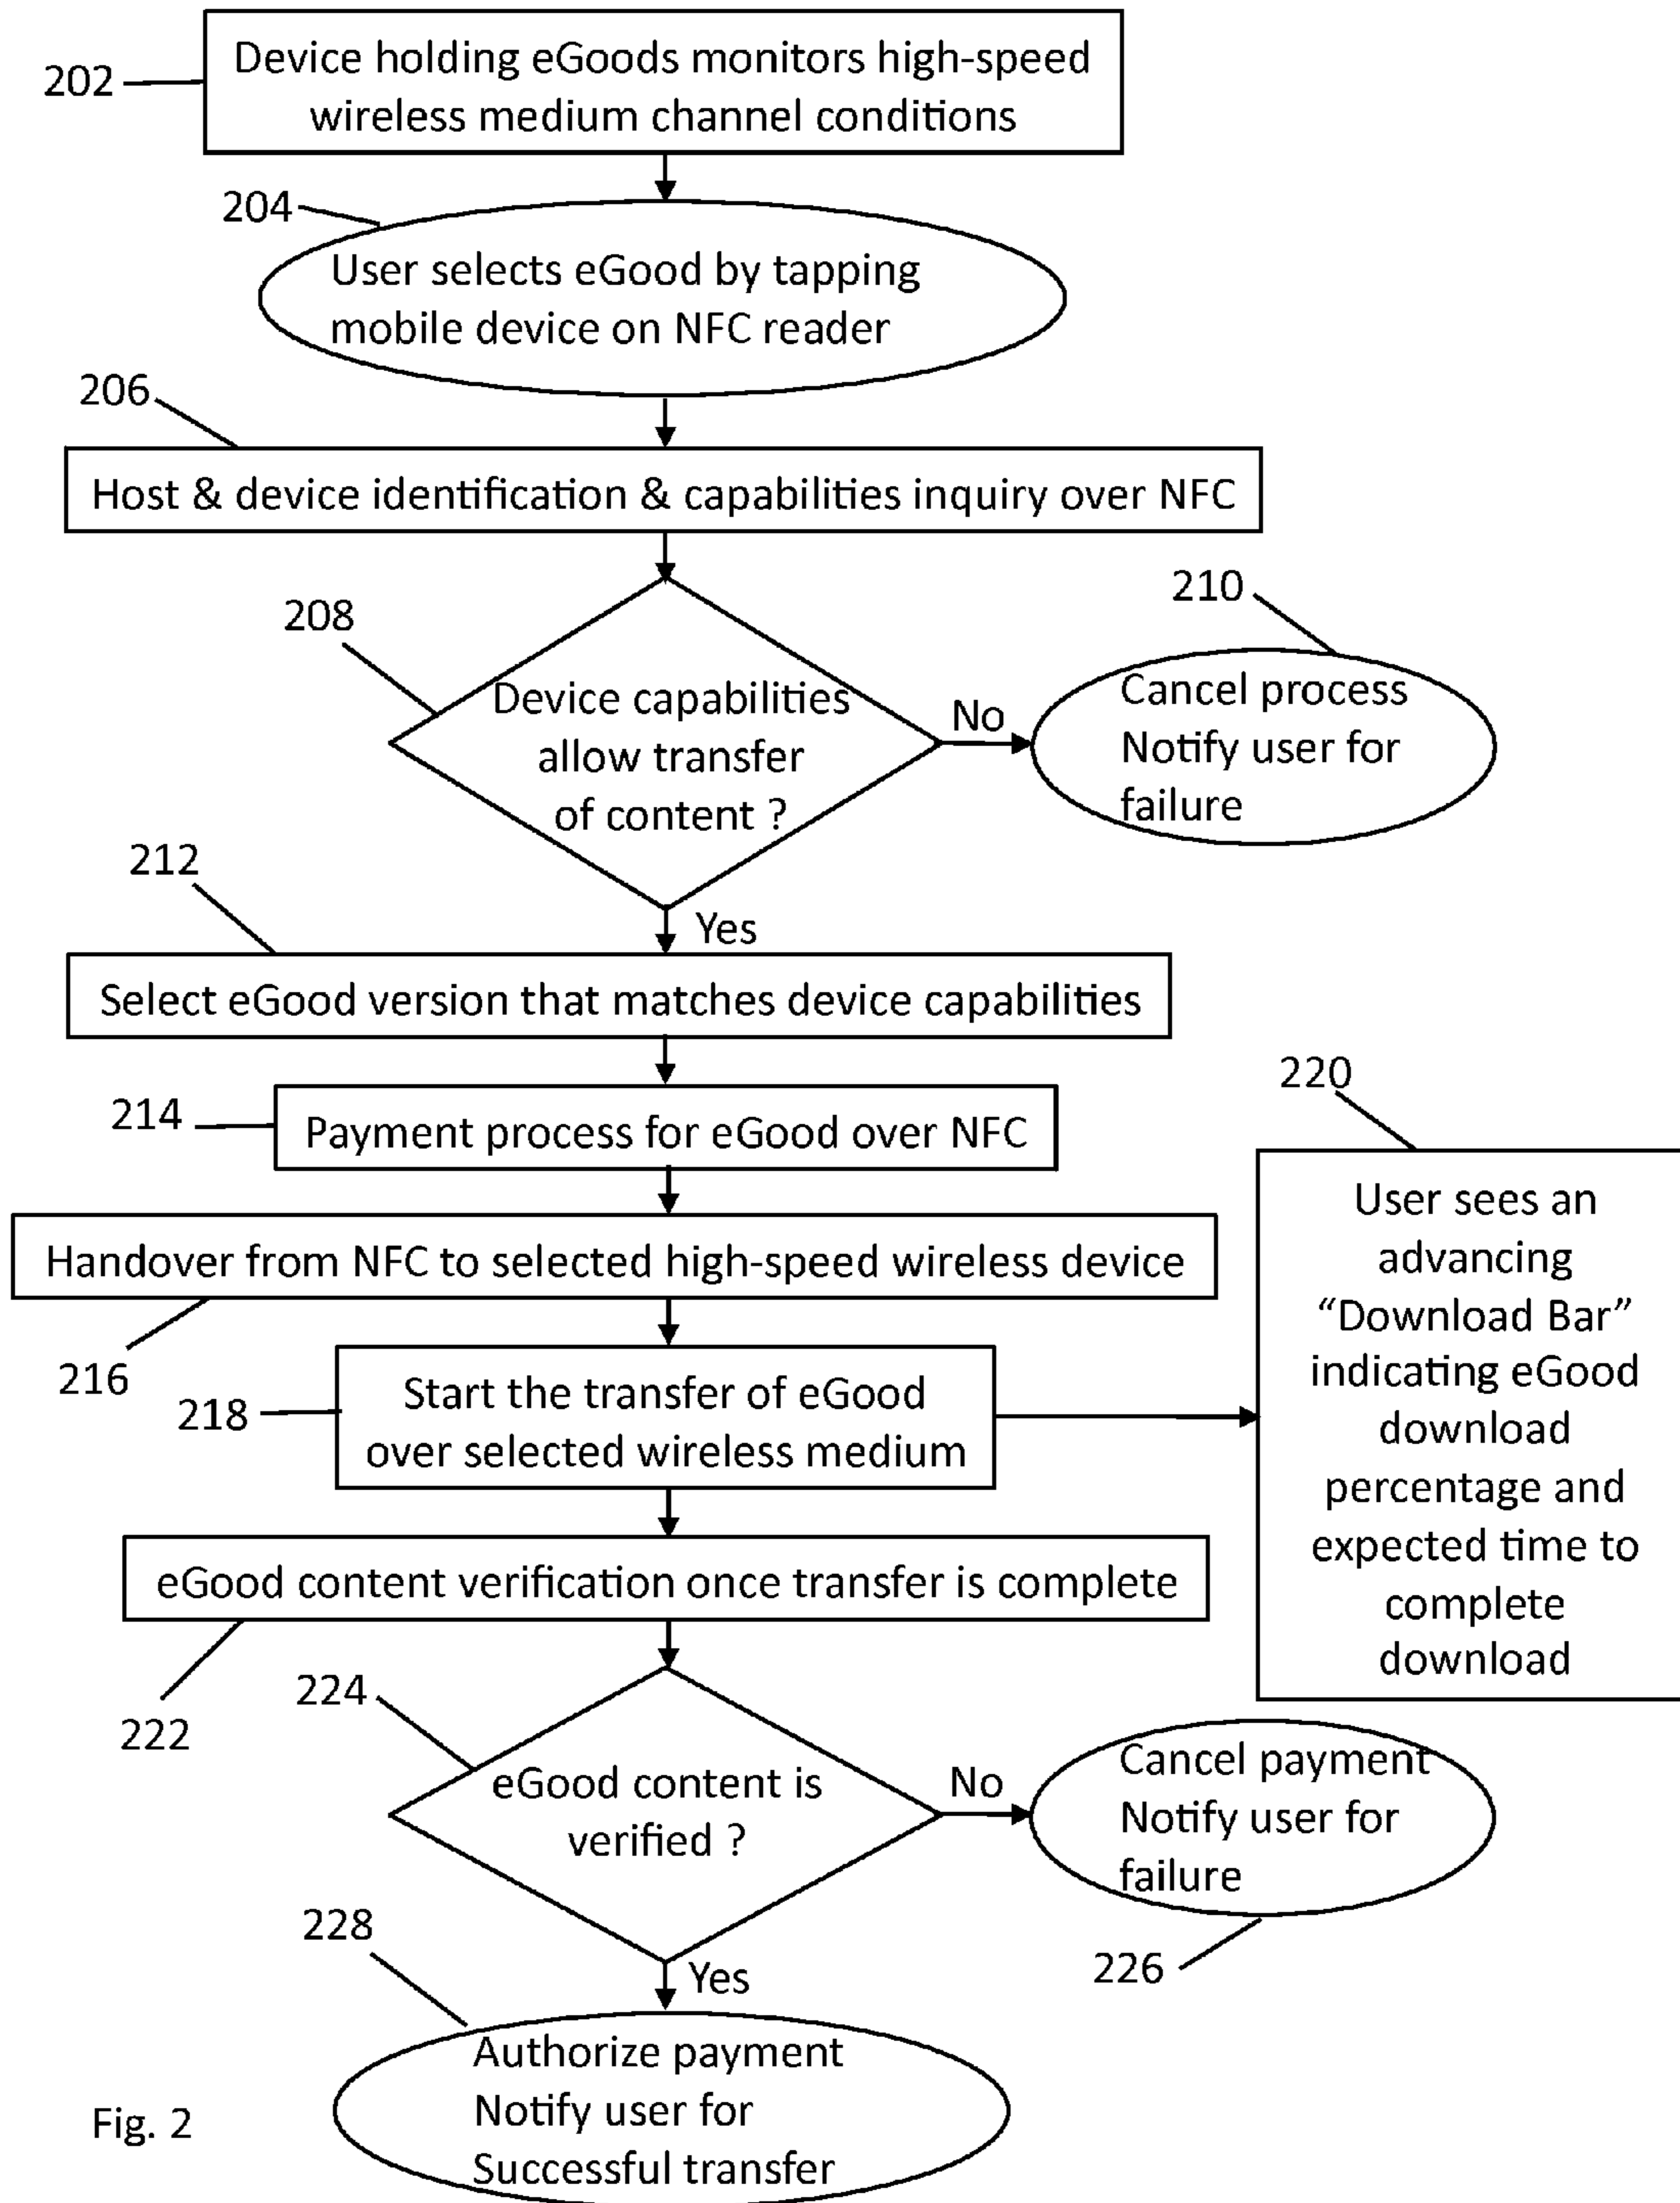 202
Device holding eGoods monitors high-speed
wireless medium channel conditions
204
User selects eGood by tapping
mobile device on NFC reader
206
Host & device identification & capabilities inquiry over NFC
208
Device capabilities
allow transfer
of content ?
No
210
Cancel process
Notify user for
failure
Yes
212
Select eGood version that matches device capabilities
214
Payment process for eGood over NFC
Handover from NFC to selected high-speed wireless device
216
218
Start the transfer of eGood
over selected wireless medium
220
User sees an
advancing
“Download Bar”
indicating eGood
download
percentage and
expected time to
complete
download
eGood content verification once transfer is complete
222
224
eGood content is
verified ?
No
Cancel payment
Notify user for
failure
226
Yes
228
Authorize payment
Notify user for
Successful transfer
Fig. 2